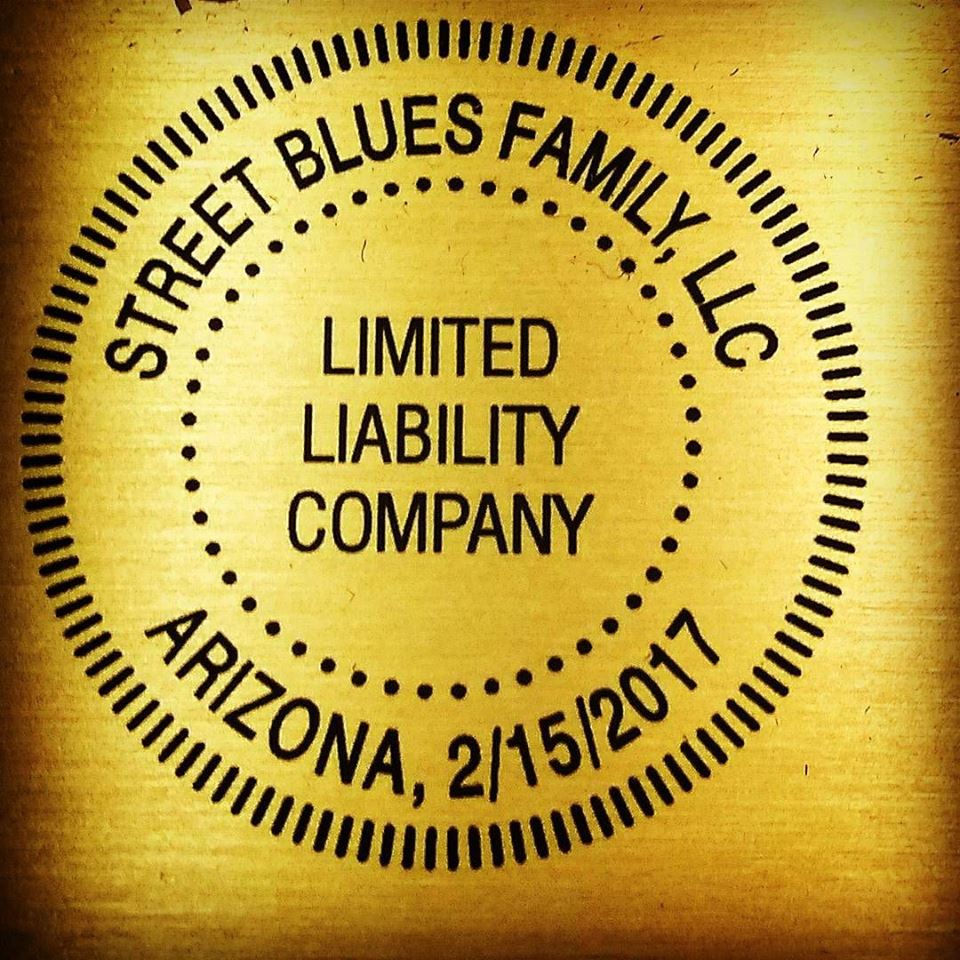 STREET BLUES FAMILY, LLC
LIMITED
LIABILITY
COMPANY
ARIZONA, 2/15/2017